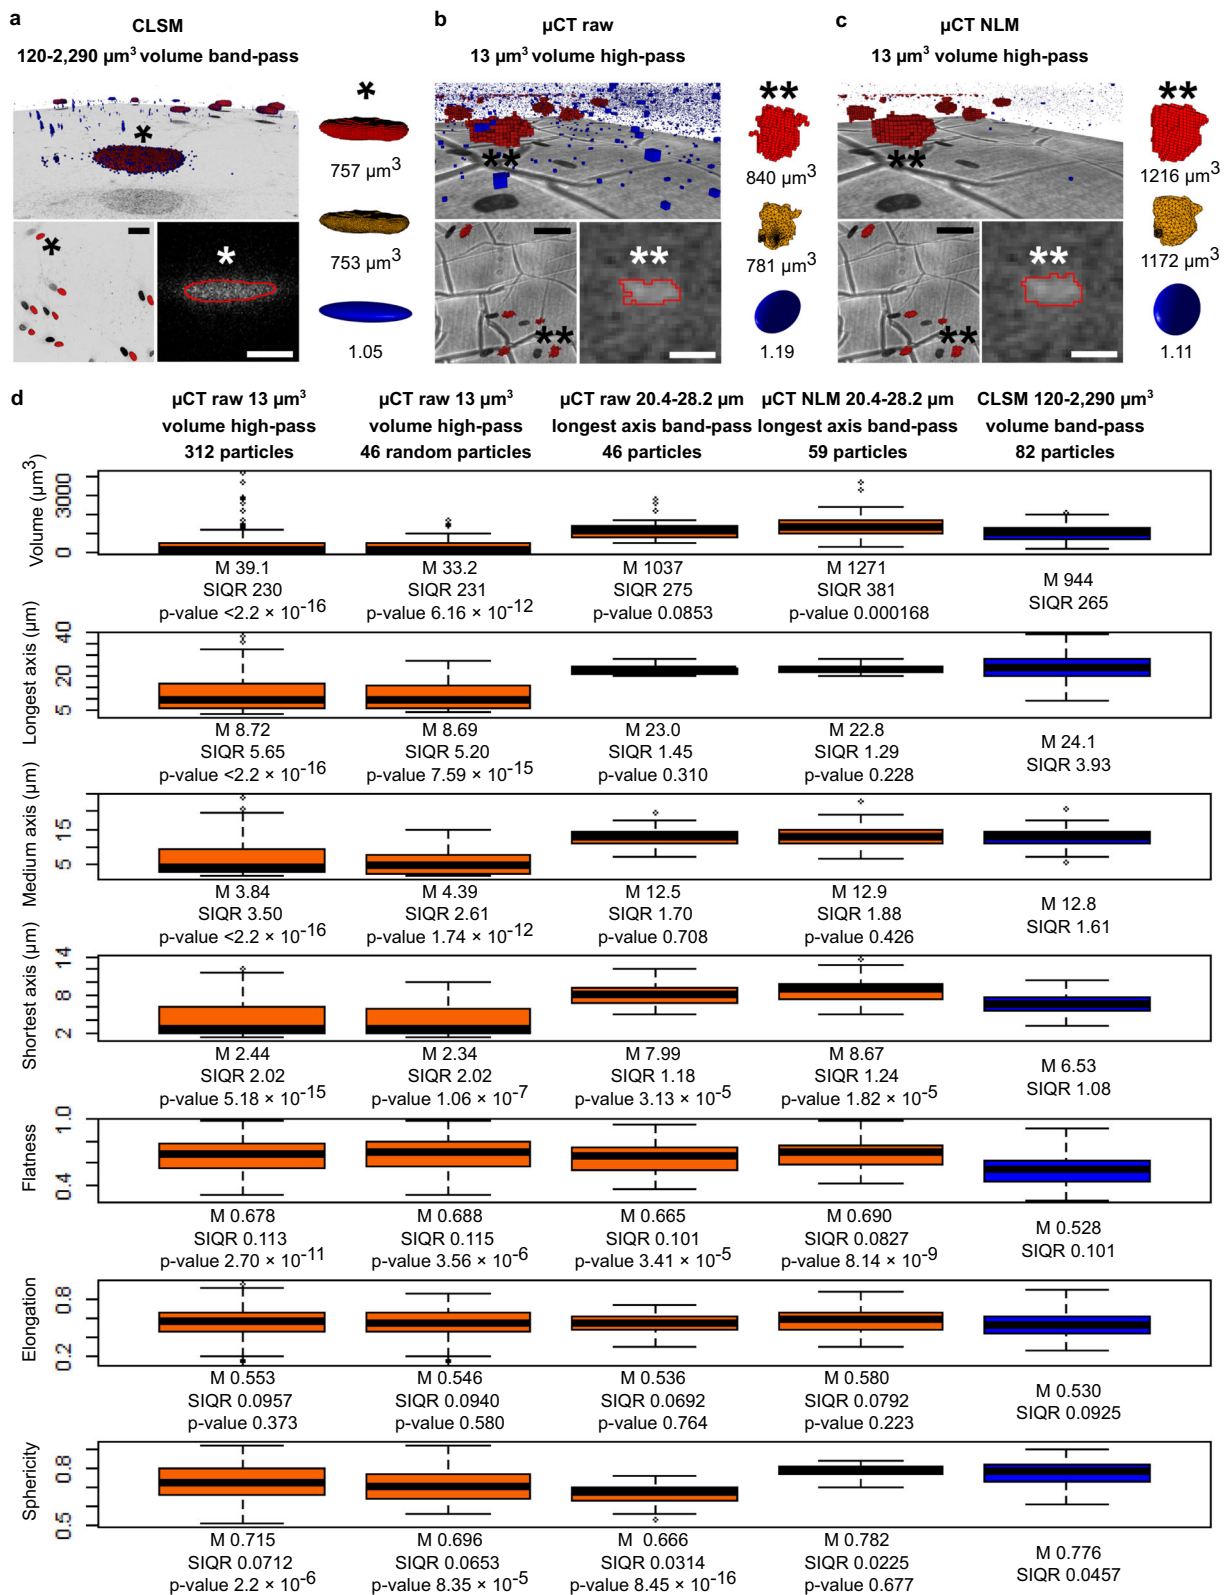 a
CLSM
120-2,290 µm³ volume band-pass
*
*
757 µm³
753 µm³
1.05
*
*
b
µCT raw
13 µm³ volume high-pass
**
**
840 µm³
781 µm³
1.19
**
**
c
µCT NLM
13 µm³ volume high-pass
**
**
1216 µm³
1172 µm³
1.11
**
**
d
µCT raw 13 µm³
volume high-pass
312 particles
µCT raw 13 µm³
volume high-pass
46 random particles
µCT raw 20.4-28.2 µm
longest axis band-pass
46 particles
µCT NLM 20.4-28.2 µm
longest axis band-pass
59 particles
CLSM 120-2,290 µm³
volume band-pass
82 particles
Volume (µm³)
0 3000
M 39.1
SIQR 230
p-value <2.2 × 10⁻¹⁶
M 33.2
SIQR 231
p-value 6.16 × 10⁻¹²
M 1037
SIQR 275
p-value 0.0853
M 1271
SIQR 381
p-value 0.000168
M 944
SIQR 265
Longest axis (µm)
5 20 40
M 8.72
SIQR 5.65
p-value <2.2 × 10⁻¹⁶
M 8.69
SIQR 5.20
p-value 7.59 × 10⁻¹⁵
M 23.0
SIQR 1.45
p-value 0.310
M 22.8
SIQR 1.29
p-value 0.228
M 24.1
SIQR 3.93
Medium axis (µm)
5 15
M 3.84
SIQR 3.50
p-value <2.2 × 10⁻¹⁶
M 4.39
SIQR 2.61
p-value 1.74 × 10⁻¹²
M 12.5
SIQR 1.70
p-value 0.708
M 12.9
SIQR 1.88
p-value 0.426
M 12.8
SIQR 1.61
Shortest axis (µm)
2 8 14
M 2.44
SIQR 2.02
p-value 5.18 × 10⁻¹⁵
M 2.34
SIQR 2.02
p-value 1.06 × 10⁻⁷
M 7.99
SIQR 1.18
p-value 3.13 × 10⁻⁵
M 8.67
SIQR 1.24
p-value 1.82 × 10⁻⁵
M 6.53
SIQR 1.08
Flatness
0.4 1.0
M 0.678
SIQR 0.113
p-value 2.70 × 10⁻¹¹
M 0.688
SIQR 0.115
p-value 3.56 × 10⁻⁶
M 0.665
SIQR 0.101
p-value 3.41 × 10⁻⁵
M 0.690
SIQR 0.0827
p-value 8.14 × 10⁻⁹
M 0.528
SIQR 0.101
Elongation
0.2 0.8
M 0.553
SIQR 0.0957
p-value 0.373
M 0.546
SIQR 0.0940
p-value 0.580
M 0.536
SIQR 0.0692
p-value 0.764
M 0.580
SIQR 0.0792
p-value 0.223
M 0.530
SIQR 0.0925
Sphericity
0.5 0.8
M 0.715
SIQR 0.0712
p-value 2.2 × 10⁻⁶
M 0.696
SIQR 0.0653
p-value 8.35 × 10⁻⁵
M 0.666
SIQR 0.0314
p-value 8.45 × 10⁻¹⁶
M 0.782
SIQR 0.0225
p-value 0.677
M 0.776
SIQR 0.0457